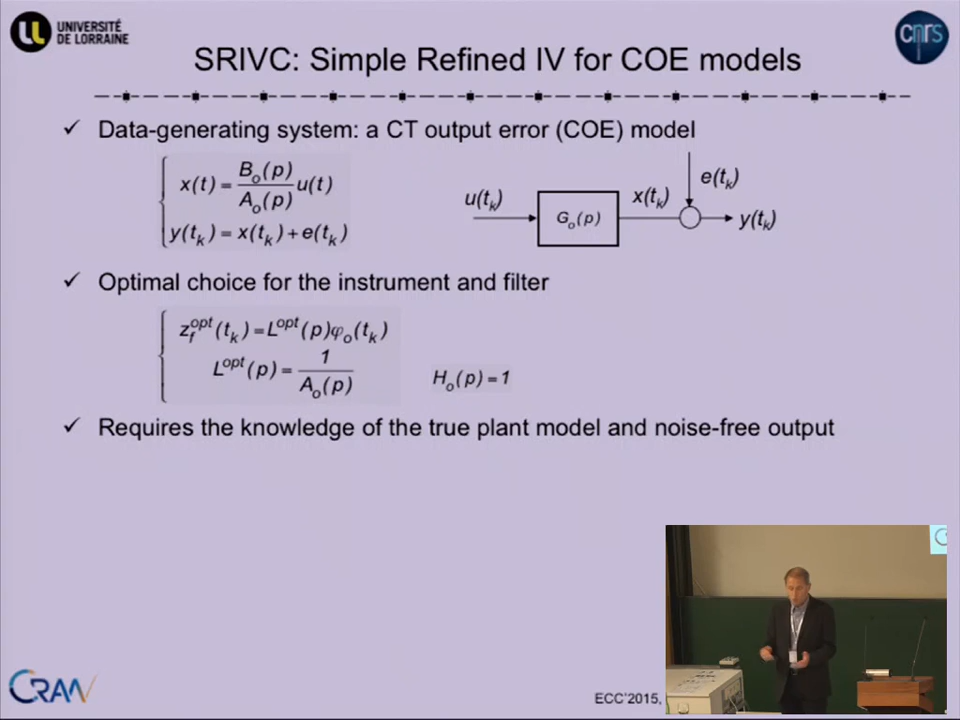 UNIVERSITÉ
DE LORRAINE
cnrs
SRIVC: Simple Refined IV for COE models
✓ Data-generating system: a CT output error (COE) model
x(t) = B_o(p)/A_o(p) u(t)
y(t_k) = x(t_k) + e(t_k)
u(t_k)
G_o(p)
x(t_k)
e(t_k)
y(t_k)
✓ Optimal choice for the instrument and filter
z_f^opt(t_k) = L^opt(p)φ_o(t_k)
L^opt(p) = 1/A_o(p)
H_o(p) = 1
✓ Requires the knowledge of the true plant model and noise-free output
CRAN
ECC'2015,